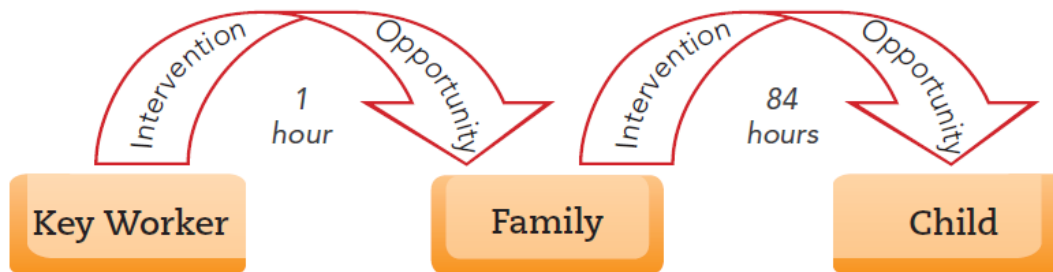 Intervention
Opportunity
1
hour
Intervention
Opportunity
84
hours
Key Worker
Family
Child